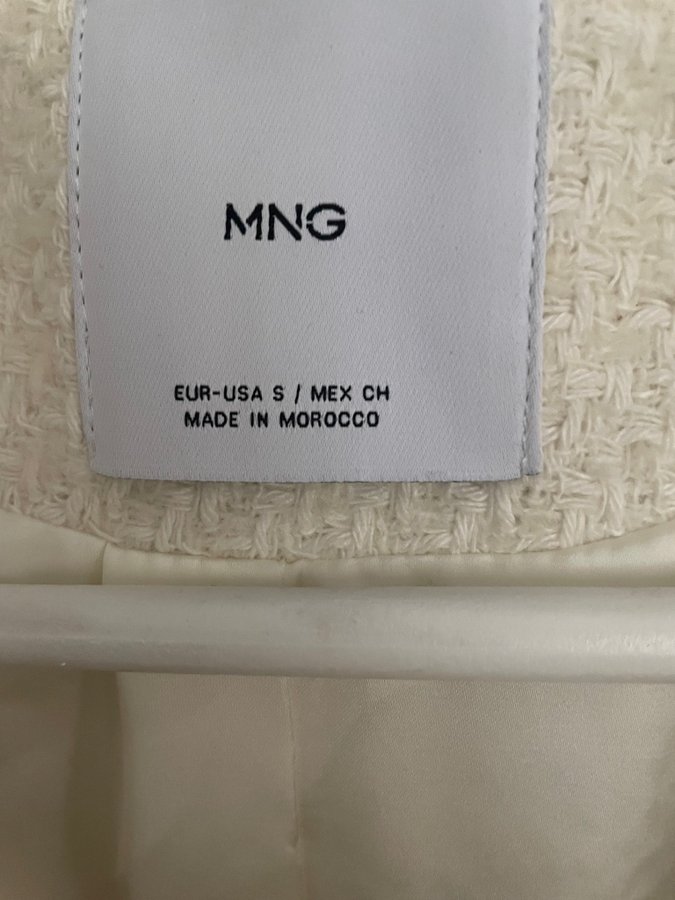 MNG
EUR-USA S / MEX CH
MADE IN MOROCCO